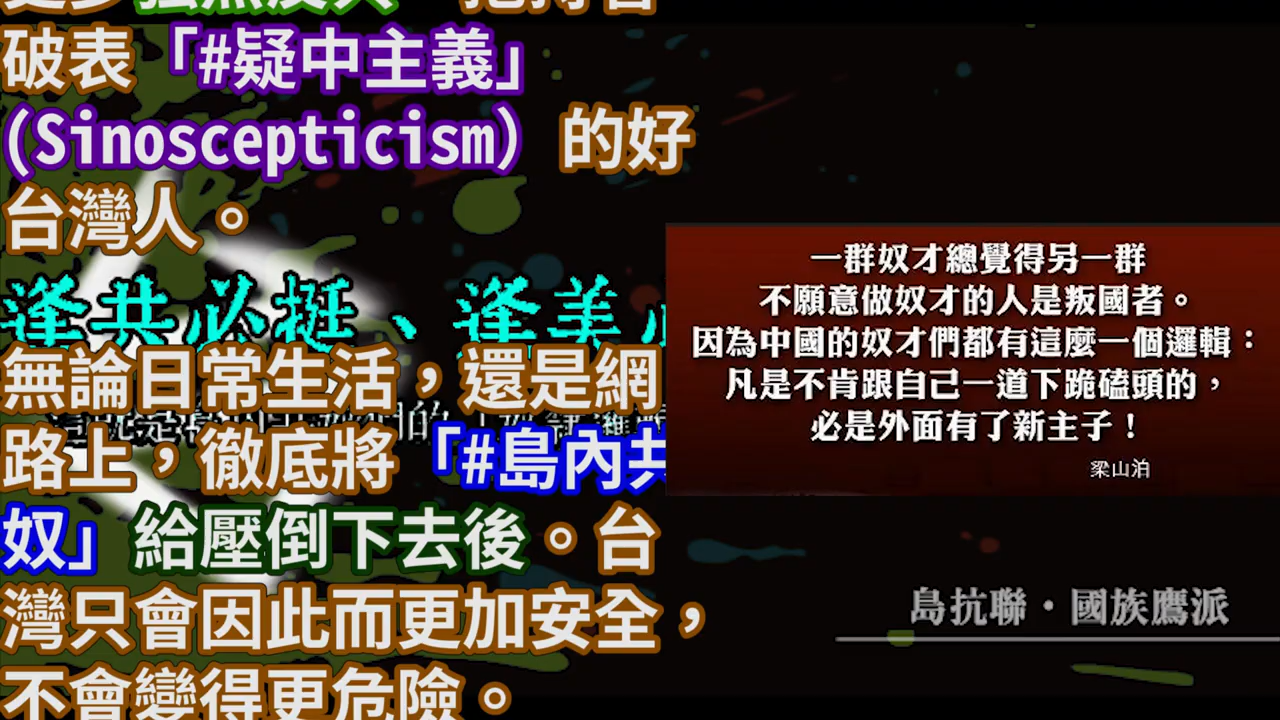 破表「#疑中主義」
(Sinoscepticism) 的好
台灣人。
逢共必挺、逢美
無論日常生活，還是網
路上，徹底將「#島內共
奴」給壓倒下去後。台
灣只會因此而更加安全，
不會變得更危險。
一群奴才總覺得另一群
不願意做奴才的人是叛國者。
因為中國的奴才們都有這麼一個邏輯：
凡是不肯跟自己一道下跪磕頭的，
必是外面有了新主子！
梁山泊
島抗聯·國族鷹派